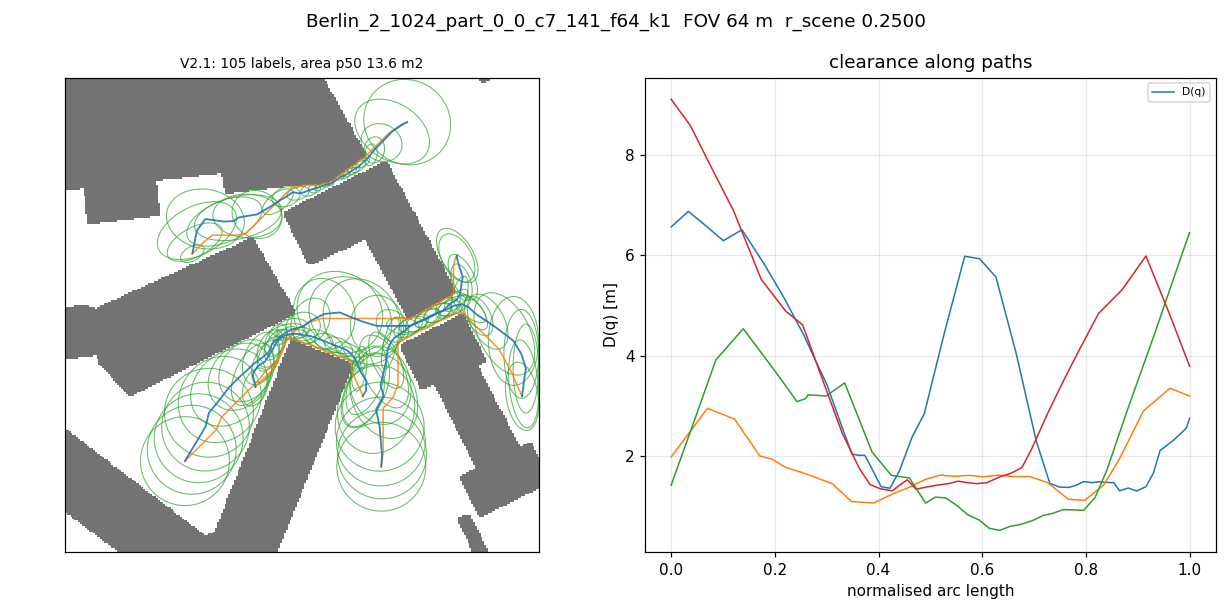 Berlin_2_1024_part_0_0_c7_141_f64_k1  FOV 64 m  r_scene 0.2500
V2.1: 105 labels, area p50 13.6 m2
clearance along paths
D(q)
D(q) [m]
8
6
4
2
0.0 0.2 0.4 0.6 0.8 1.0
normalised arc length